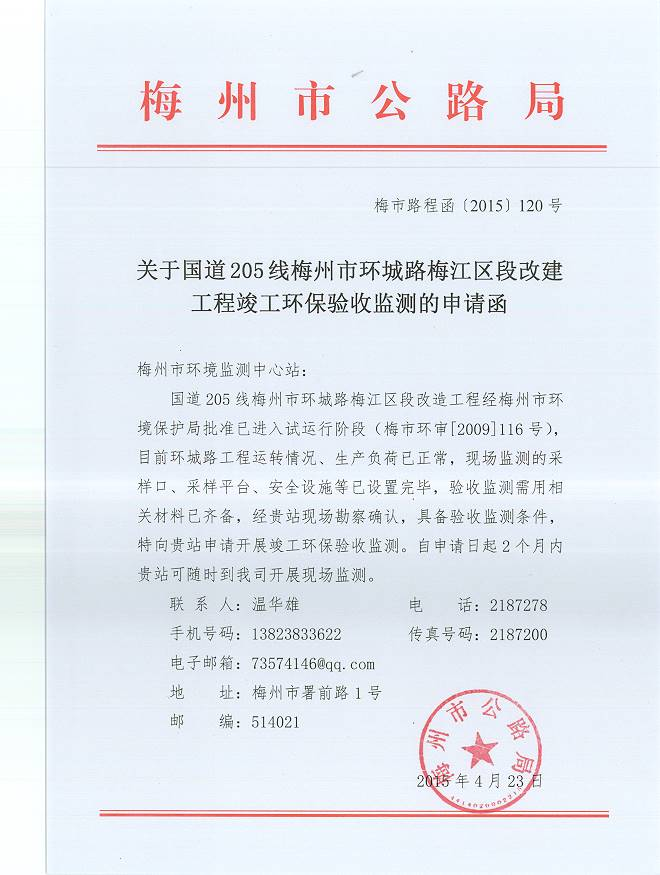 梅州市公路局
梅市路程函〔2015〕120号
关于国道205线梅州市环城路梅江区段改建
工程竣工环保验收监测的申请函
梅州市环境监测中心站：
国道205线梅州市环城路梅江区段改造工程经梅州市环
境保护局批准已进入试运行阶段（梅市环审[2009]116号），
目前环城路工程运转情况、生产负荷已正常，现场监测的采
样口、采样平台、安全设施等已设置完毕，验收监测需用相
关材料已齐备，经贵站现场勘察确认，具备验收监测条件，
特向贵站申请开展竣工环保验收监测。自申请日起2个月内
贵站可随时到我司开展现场监测。
联 系 人：温华雄 电 话：2187278
手机号码：13823833622 传真号码：2187200
电子邮箱：73574146@qq.com
地 址：梅州市署前路1号
邮 编：514021
梅州市公路局
2015年4月23日